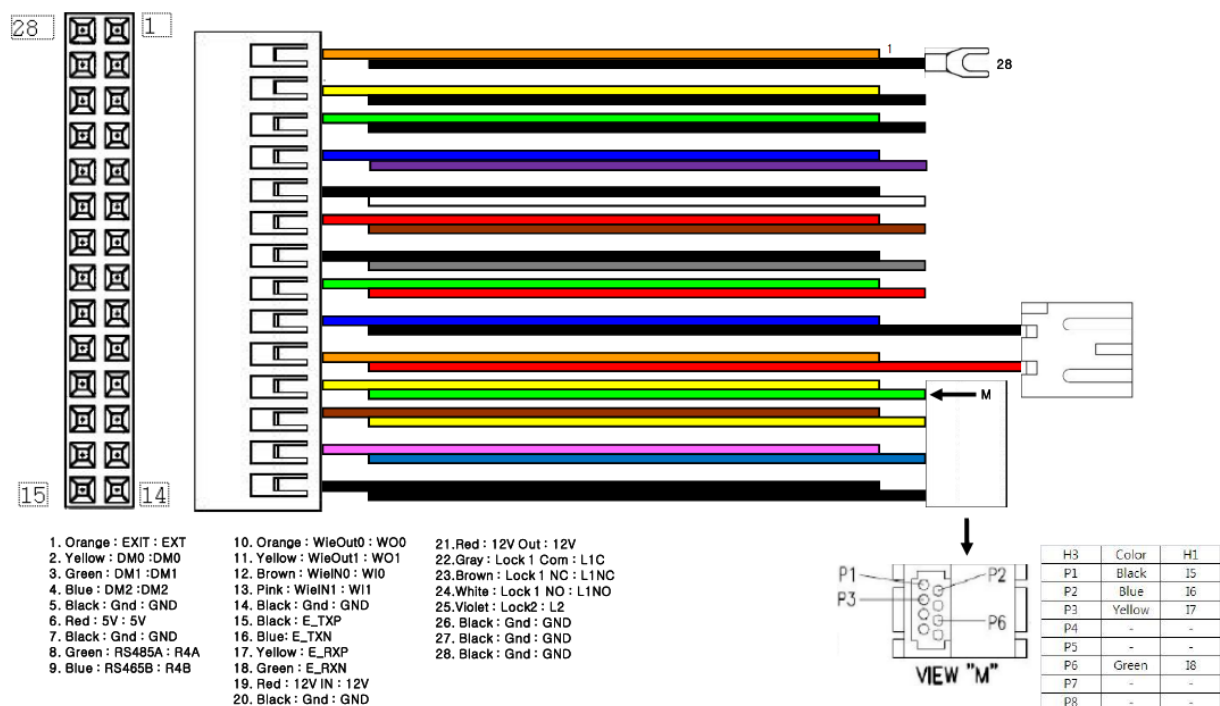 28
1
1
28
M
15
14
1. Orange : EXIT : EXT
2. Yellow : DM0 :DM0
3. Green : DM1 :DM1
4. Blue : DM2 :DM2
5. Black : Gnd : GND
6. Red : 5V : 5V
7. Black : Gnd : GND
8. Green : RS485A : R4A
9. Blue : RS465B : R4B
10. Orange : WieOut0 : WO0
11. Yellow : WieOut1 : WO1
12. Brown : WieIN0 : WI0
13. Pink : WieIN1 : WI1
14. Black : Gnd : GND
15. Black : E_TXP
16. Blue: E_TXN
17. Yellow : E_RXP
18. Green : E_RXN
19. Red : 12V IN : 12V
20. Black : Gnd : GND
21.Red : 12V Out : 12V
22.Gray : Lock 1 Com : L1C
23.Brown : Lock 1 NC : L1NC
24.White : Lock 1 NO : L1NO
25.Violet : Lock2 : L2
26. Black : Gnd : GND
27. Black : Gnd : GND
28. Black : Gnd : GND
P1
P2
P3
P6
VIEW "M"
H3 Color H1
P1 Black I5
P2 Blue I6
P3 Yellow I7
P4 - -
P5 - -
P6 Green I8
P7 - -
P8 - -